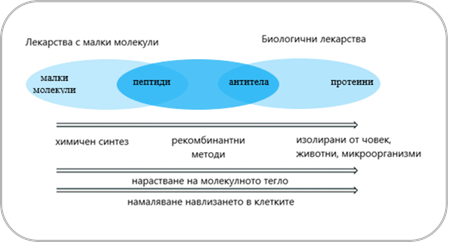 Лекарства с малки молекули
Биологични лекарства
малки
молекули
пептиди
антитела
протеини
химичен синтез
рекомбинантни
методи
изолирани от човек,
животни, микроорганизми
нарастване на молекулното тегло
намаляване навлизането в клетките